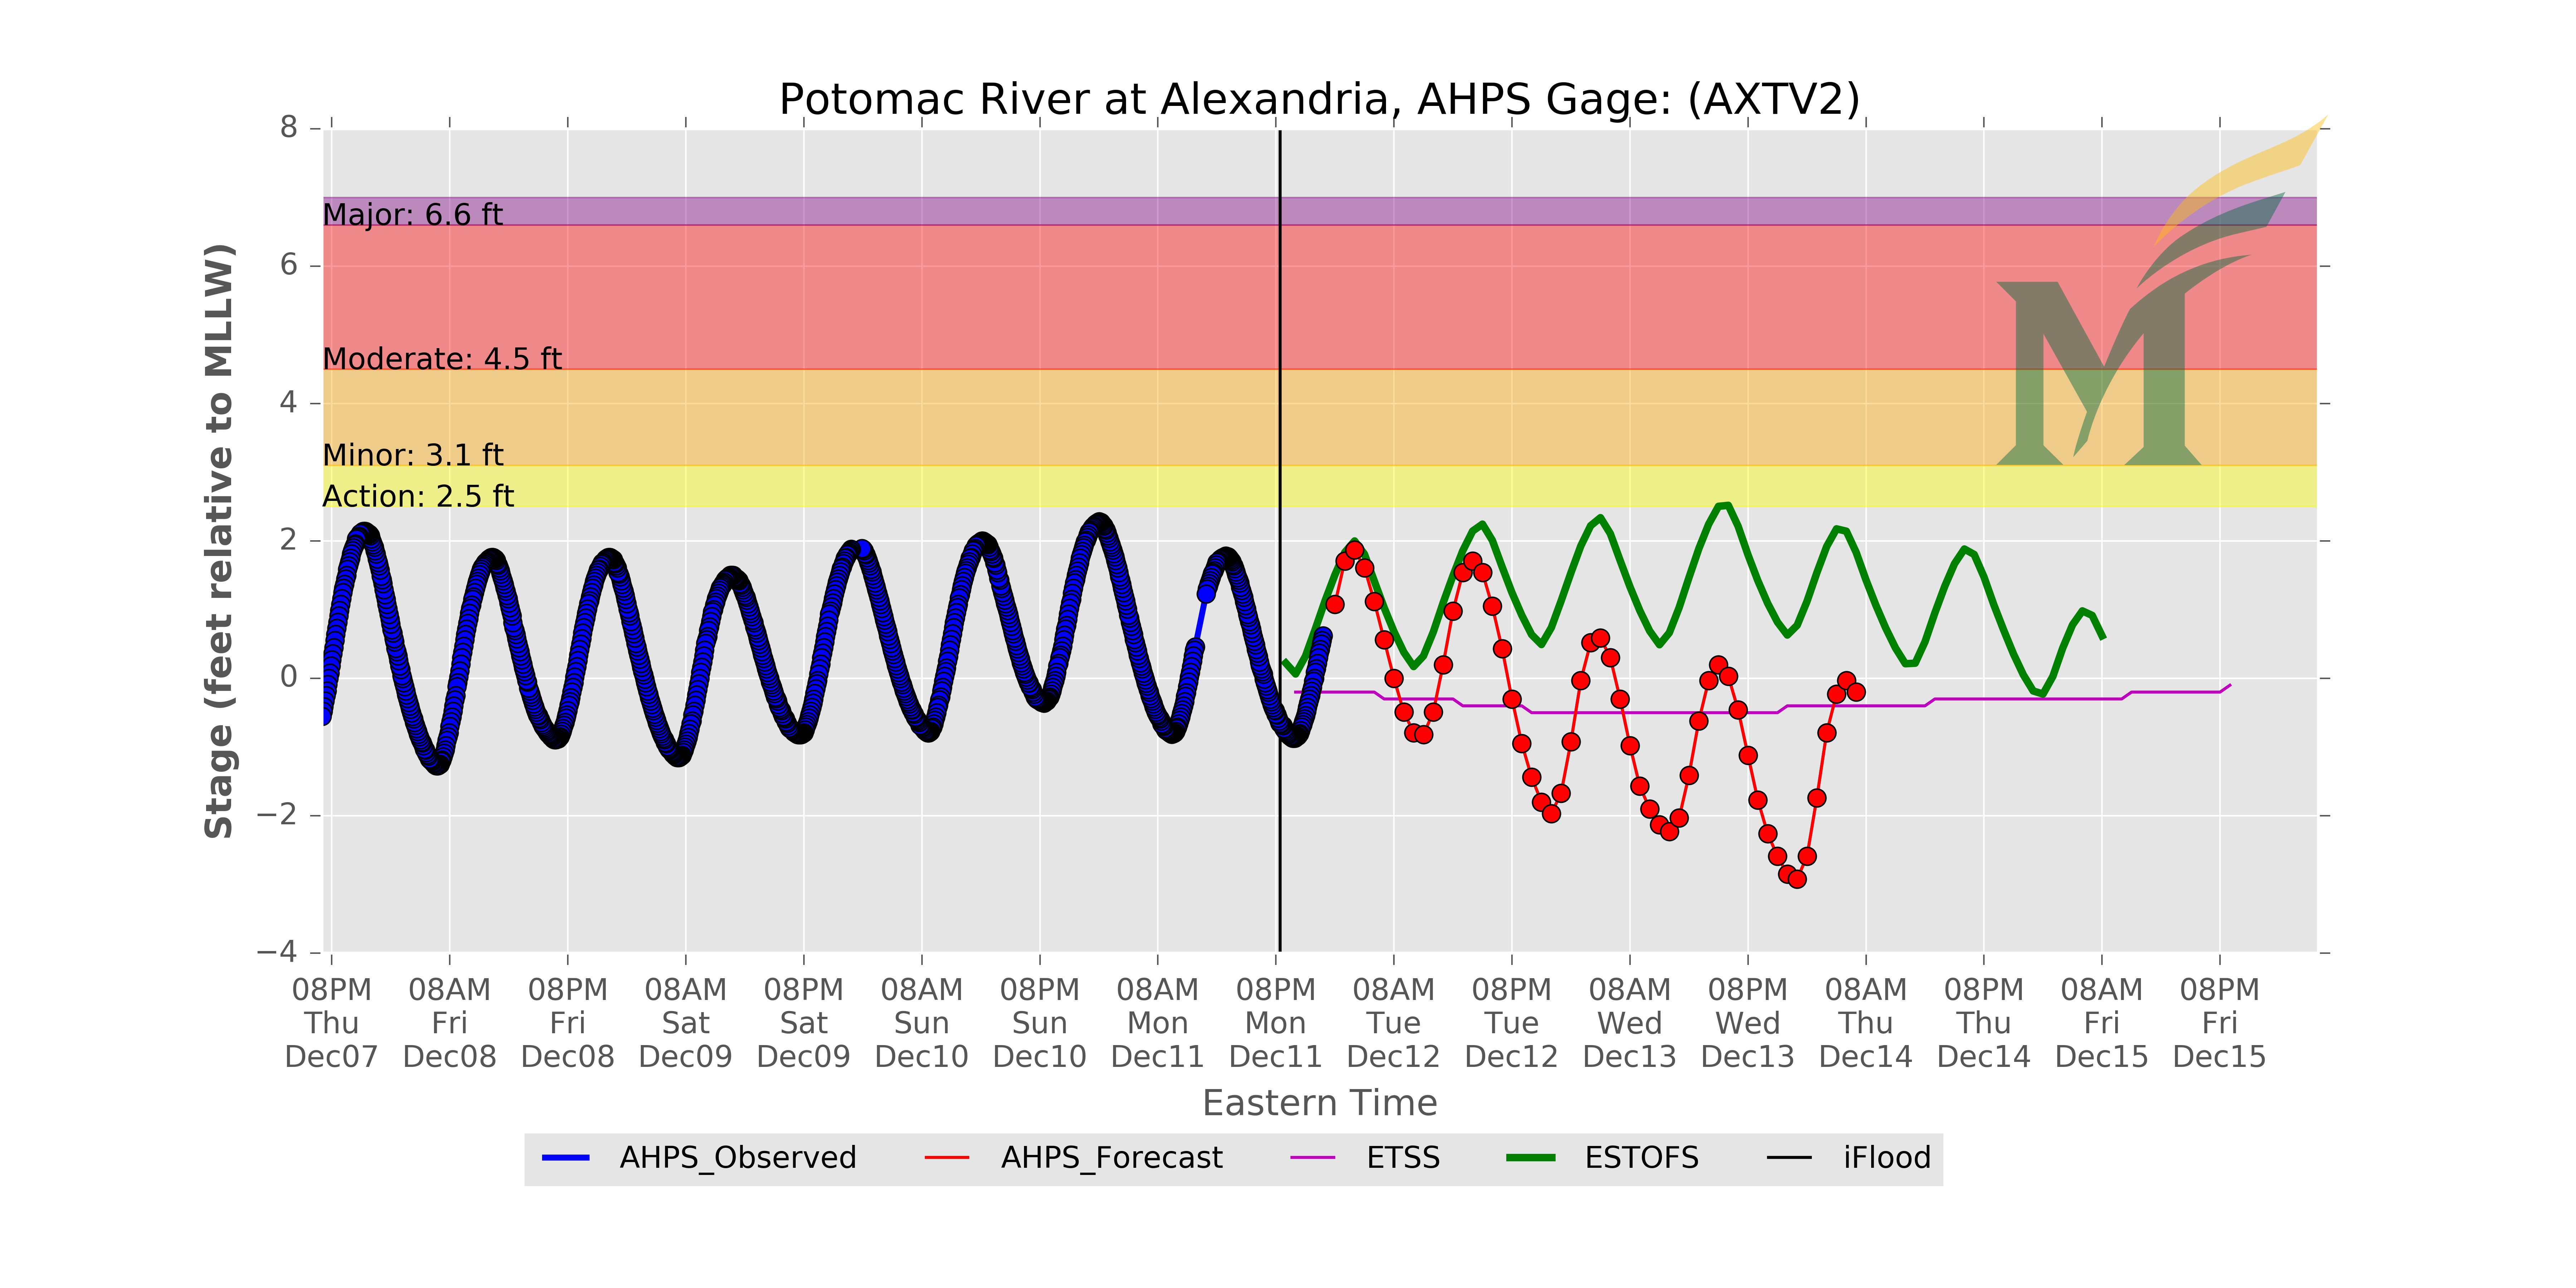 Potomac River at Alexandria, AHPS Gage: (AXTV2)
8
6
4
2
0
−2
−4
Stage (feet relative to MLLW)
Major: 6.6 ft
Moderate: 4.5 ft
Minor: 3.1 ft
Action: 2.5 ft
M
08PM 08AM 08PM 08AM 08PM 08AM 08PM 08AM 08PM 08AM 08PM 08AM 08PM 08AM 08PM 08AM 08PM
Thu Fri Fri Sat Sat Sun Sun Mon Mon Tue Tue Wed Wed Thu Thu Fri Fri
Dec07 Dec08 Dec08 Dec09 Dec09 Dec10 Dec10 Dec11 Dec11 Dec12 Dec12 Dec13 Dec13 Dec14 Dec14 Dec15 Dec15
Eastern Time
AHPS_Observed AHPS_Forecast ETSS ESTOFS iFlood